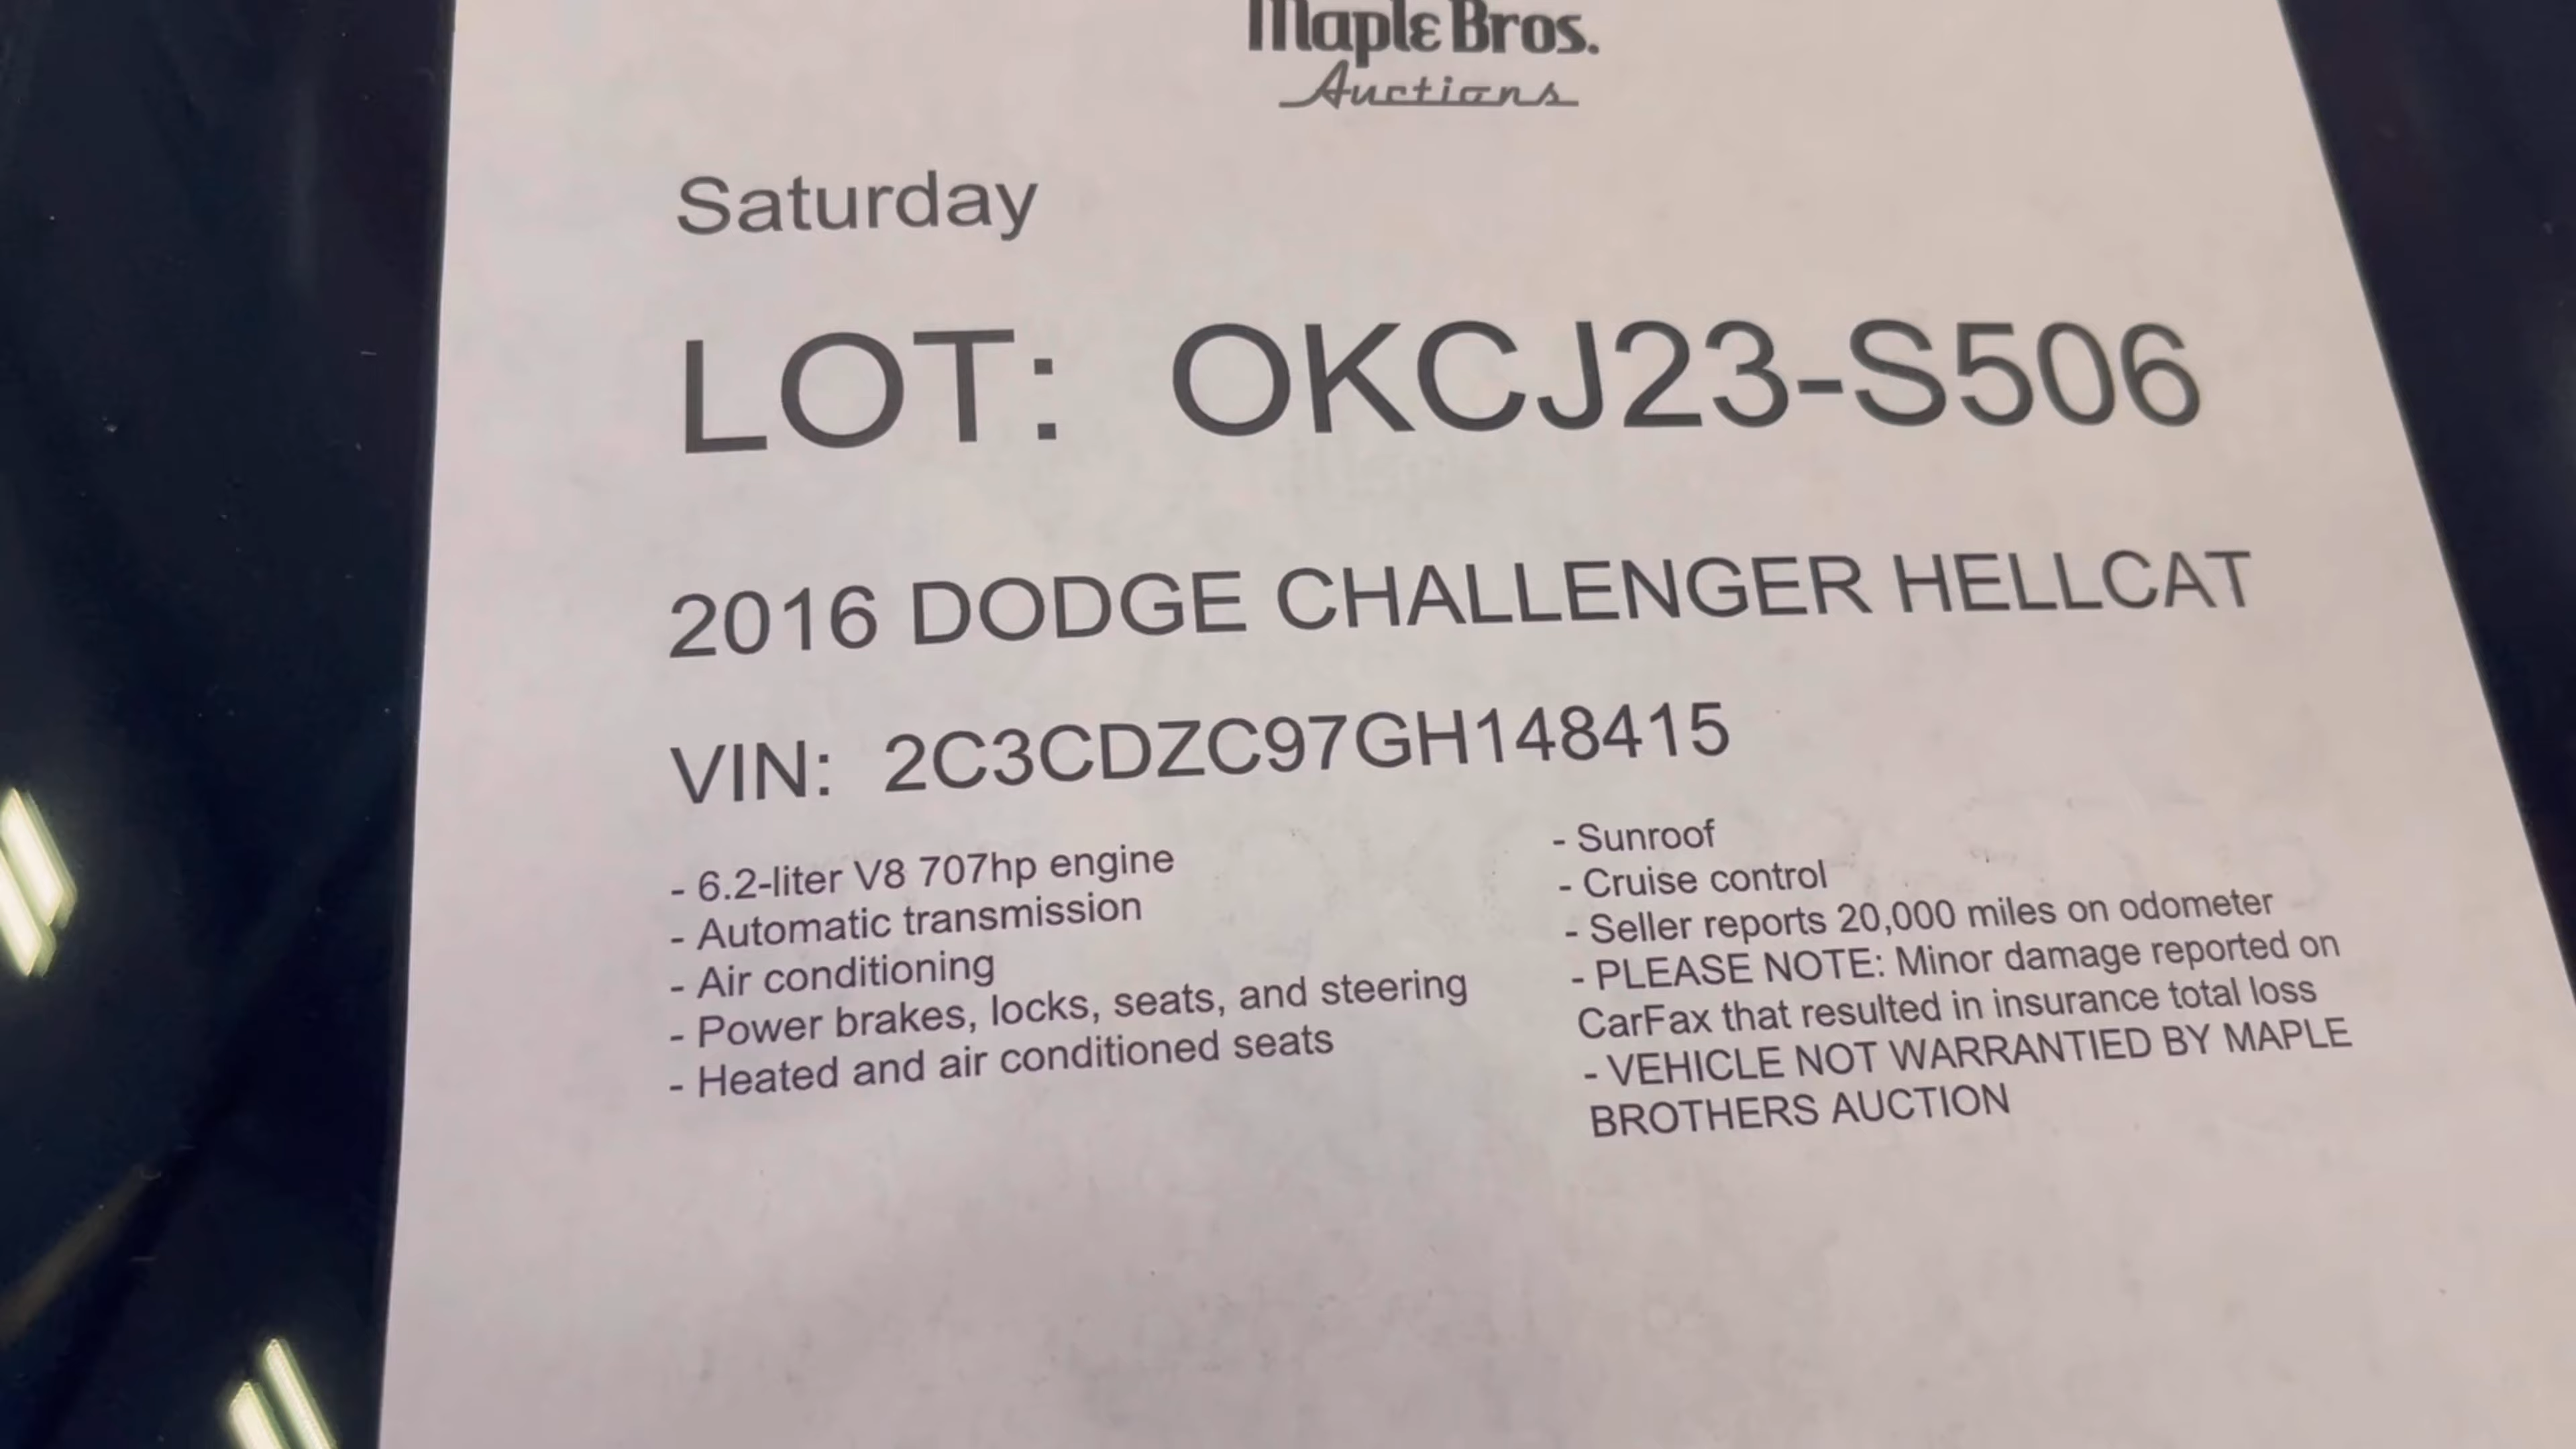 Maple Bros.
Auctions
Saturday
LOT: OKCJ23-S506
2016 DODGE CHALLENGER HELLCAT
VIN: 2C3CDZC97GH148415
- 6.2-liter V8 707hp engine
- Automatic transmission
- Air conditioning
- Power brakes, locks, seats, and steering
- Heated and air conditioned seats
- Sunroof
- Cruise control
- Seller reports 20,000 miles on odometer
- PLEASE NOTE: Minor damage reported on
CarFax that resulted in insurance total loss
- VEHICLE NOT WARRANTIED BY MAPLE
BROTHERS AUCTION